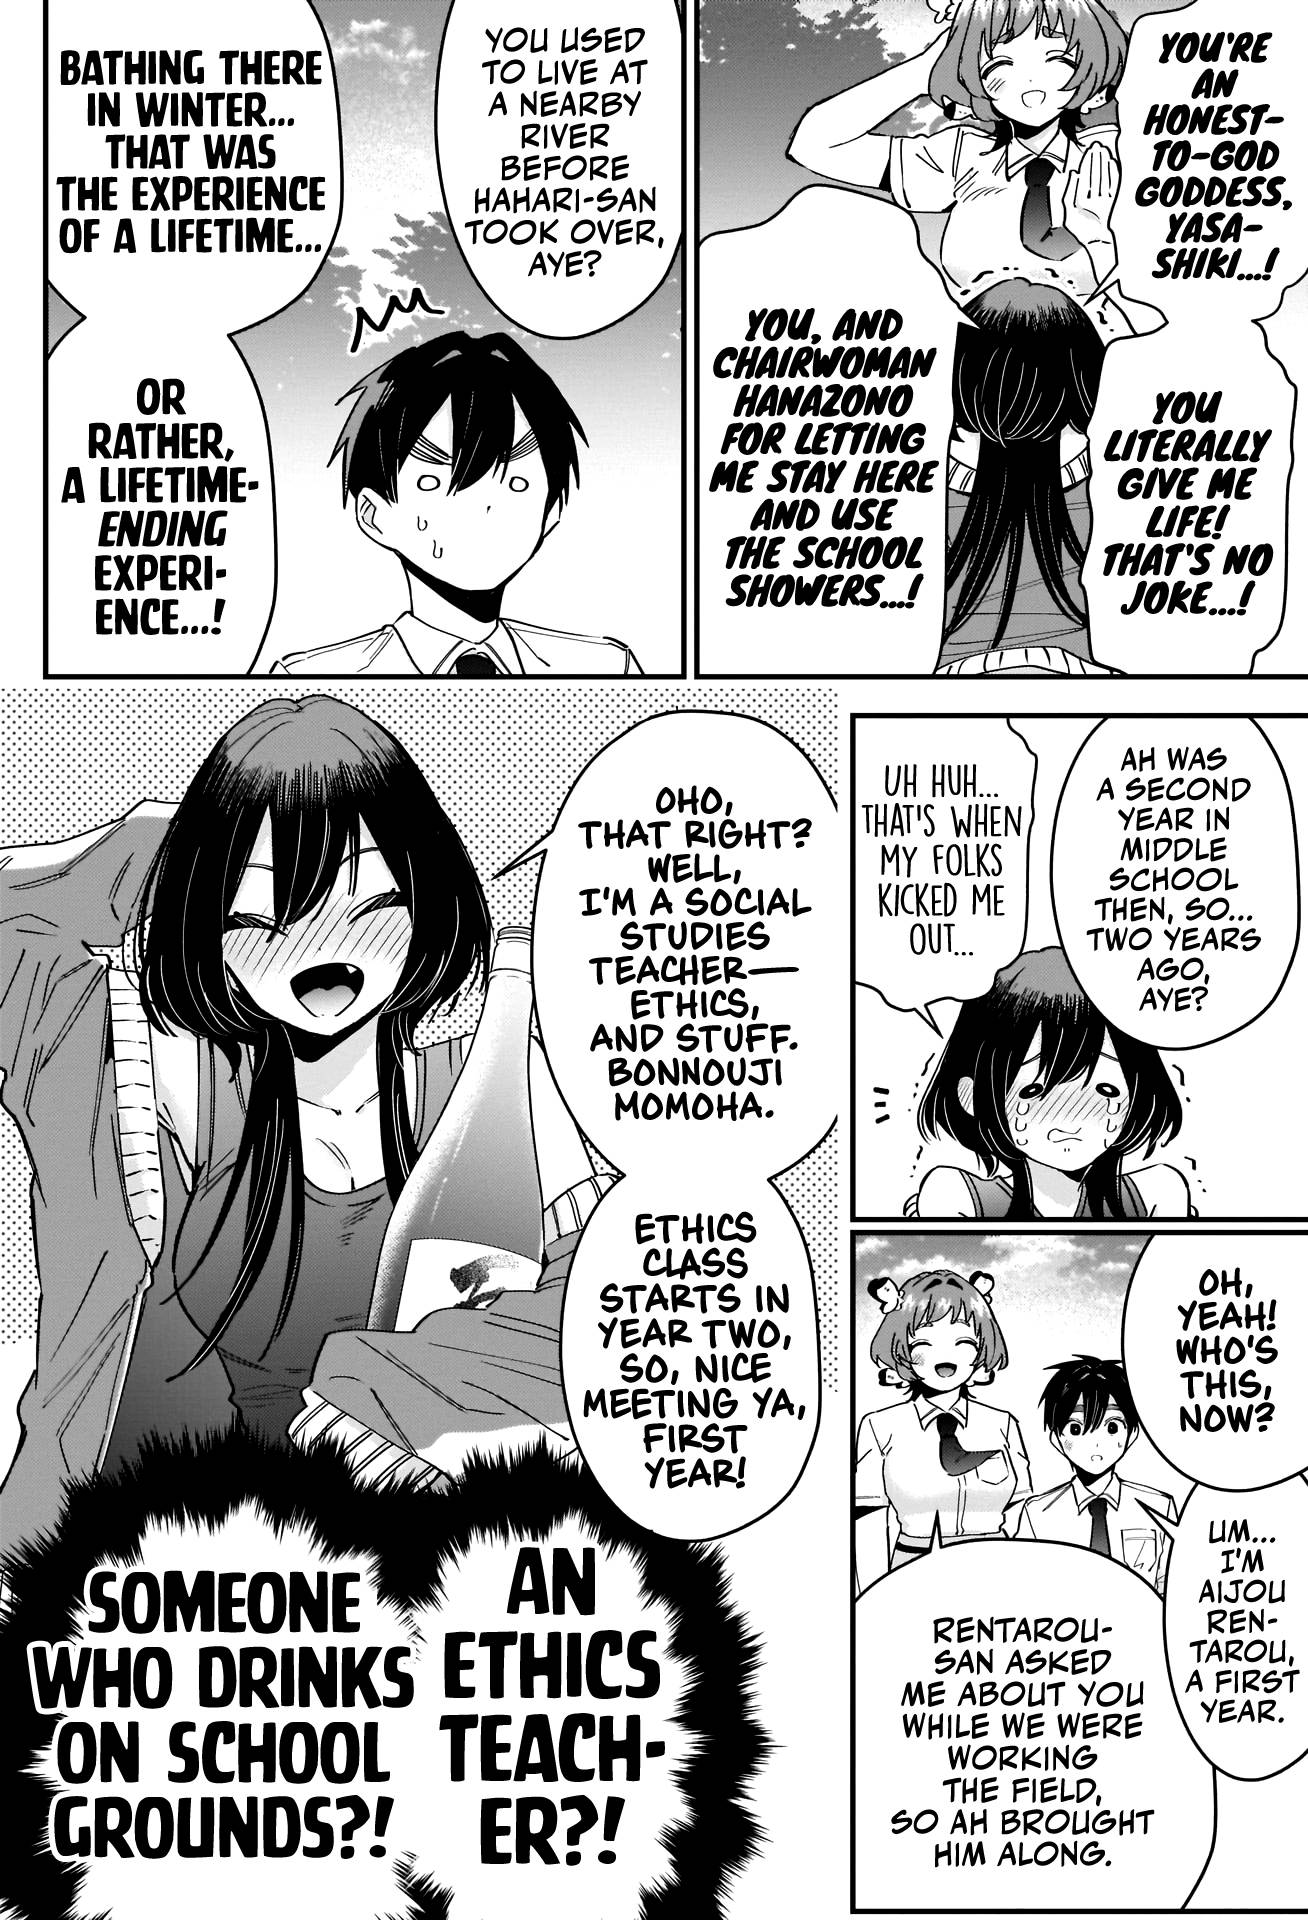 YOU'RE
AN
HONEST-
TO-GOD
GODDESS,
YASA-
SHIKI...!
YOU
LITERALLY
GIVE ME
LIFE!
THAT'S NO
JOKE...!
YOU, AND
CHAIRWOMAN
HANAZONO
FOR LETTING
ME STAY HERE
AND USE
THE SCHOOL
SHOWERS...!
YOU USED
TO LIVE AT
A NEARBY
RIVER
BEFORE
HAHARI-SAN
TOOK OVER,
AYE?
BATHING THERE
IN WINTER...
THAT WAS
THE EXPERIENCE
OF A LIFETIME...
OR
RATHER,
A LIFETIME-
ENDING
EXPERI-
ENCE...!
AH WAS
A SECOND
YEAR IN
MIDDLE
SCHOOL
THEN, SO...
TWO YEARS
AGO,
AYE?
UH HUH...
THAT'S WHEN
MY FOLKS
KICKED ME
OUT...
OH,
YEAH!
WHO'S
THIS,
NOW?
UM...
I'M
AIJOU
REN-
TAROU,
A FIRST
YEAR.
RENTAROU-
SAN ASKED
ME ABOUT YOU
WHILE WE WERE
WORKING
THE FIELD,
SO AH BROUGHT
HIM ALONG.
OHO,
THAT RIGHT?
WELL,
I'M A SOCIAL
STUDIES
TEACHER—
ETHICS,
AND STUFF.
BONNOUJI
MOMOHA.
ETHICS
CLASS
STARTS IN
YEAR TWO,
SO, NICE
MEETING YA,
FIRST
YEAR!
AN
ETHICS
TEACH-
ER?!
SOMEONE
WHO DRINKS
ON SCHOOL
GROUNDS?!